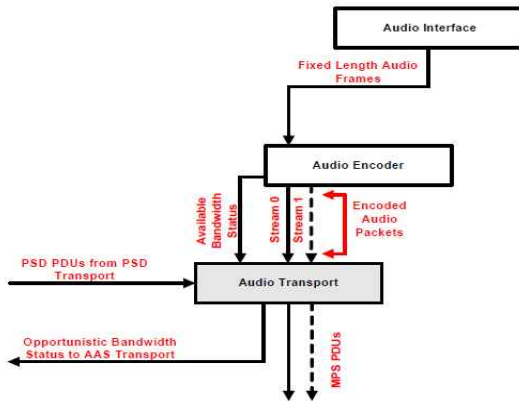 Audio Interface
Fixed Length Audio
Frames
Audio Encoder
Available
Bandwidth
Status
Stream 0
Stream 1
Encoded
Audio
Packets
PSD PDUs from PSD
Transport
Audio Transport
Opportunistic Bandwidth
Status to AAS Transport
MPS PDUs